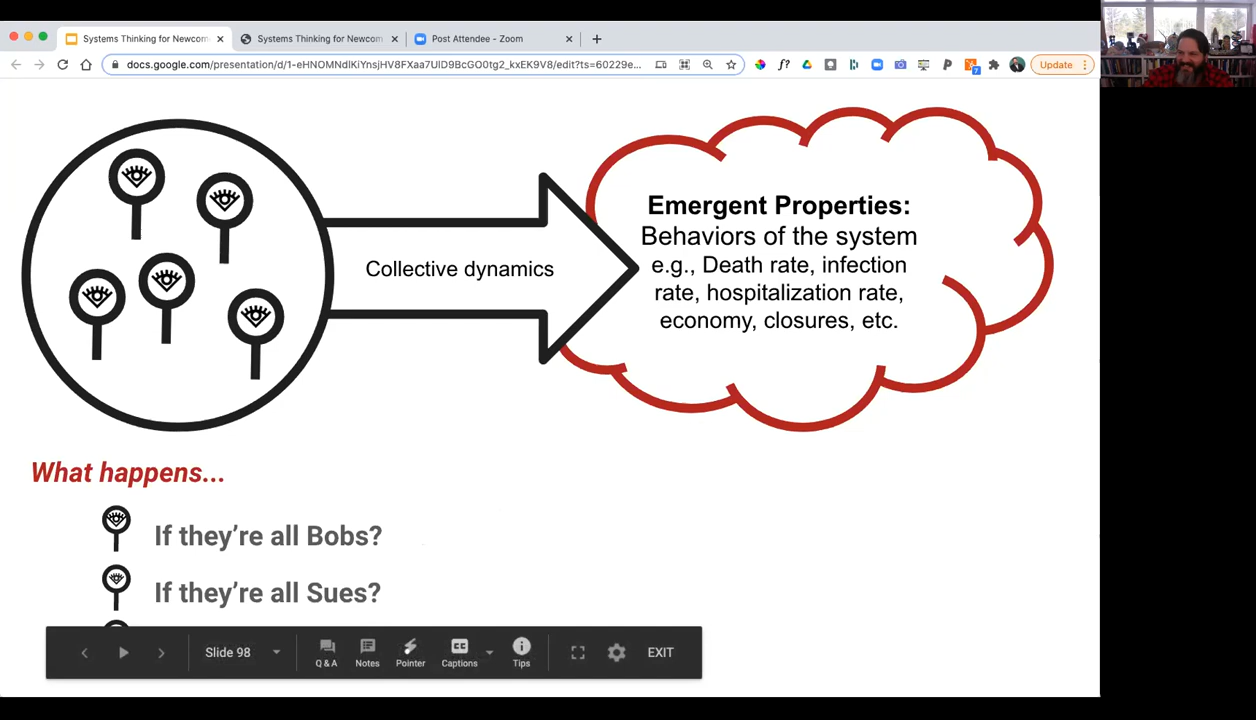 Systems Thinking for Newcom
Systems Thinking for Newcom
Post Attendee - Zoom
docs.google.com/presentation/d/1-eHNOMNdlKiYnsjHV8FXaa7UlD9BcGO0tg2_kxEK9V8/edit?ts=60229e...
f?
7
Update
Emergent Properties:
Behaviors of the system
e.g., Death rate, infection
rate, hospitalization rate,
economy, closures, etc.
Collective dynamics
What happens...
If they're all Bobs?
If they're all Sues?
Slide 98
Q & A
Notes
Pointer
CC
Captions
Tips
EXIT